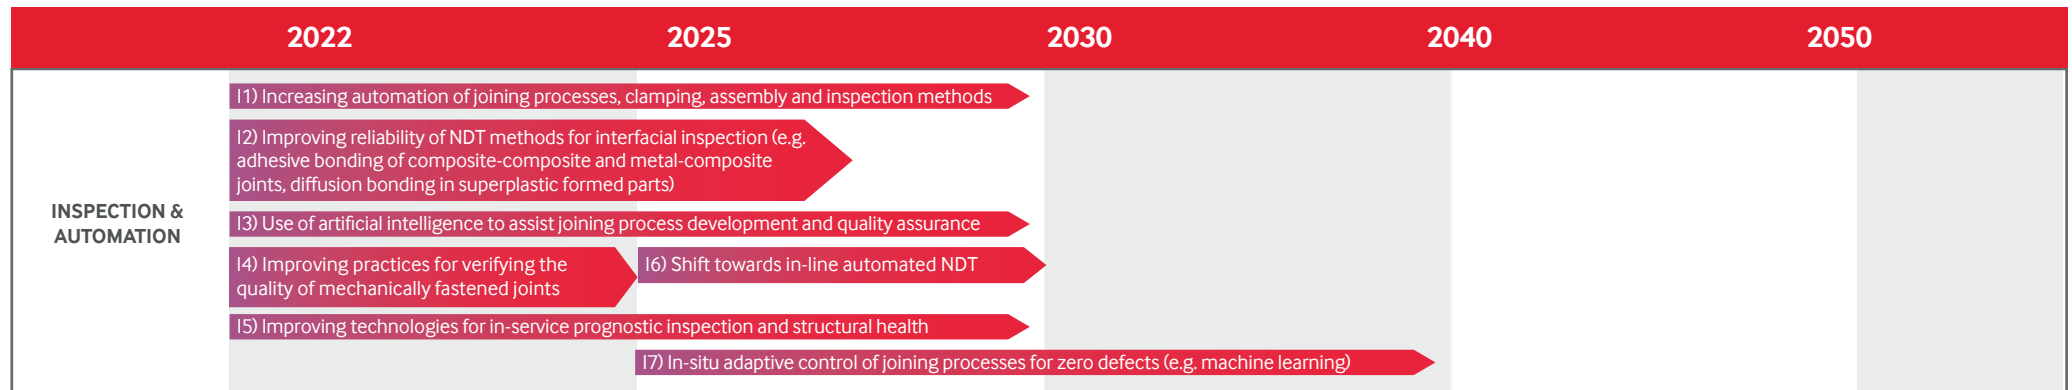 2022 2025 2030 2040 2050
INSPECTION &
AUTOMATION
I1) Increasing automation of joining processes, clamping, assembly and inspection methods
I2) Improving reliability of NDT methods for interfacial inspection (e.g.
adhesive bonding of composite-composite and metal-composite
joints, diffusion bonding in superplastic formed parts)
I3) Use of artificial intelligence to assist joining process development and quality assurance
I4) Improving practices for verifying the
quality of mechanically fastened joints
I6) Shift towards in-line automated NDT
I5) Improving technologies for in-service prognostic inspection and structural health
I7) In-situ adaptive control of joining processes for zero defects (e.g. machine learning)